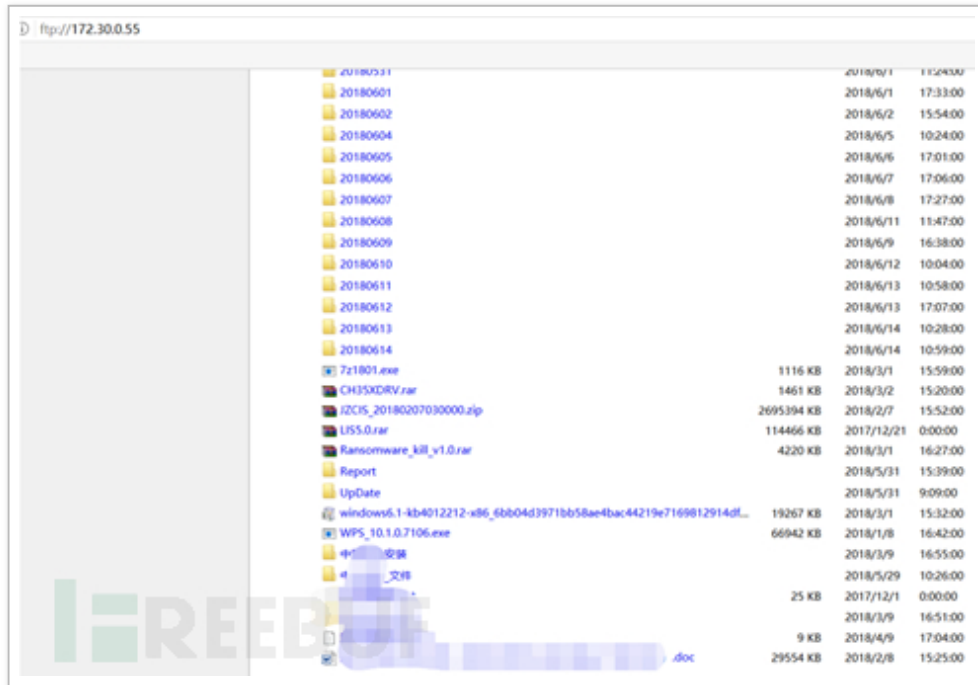 ftp://172.30.0.55
20180531 2018/6/1 11:24:00
20180601 2018/6/1 17:33:00
20180602 2018/6/2 15:54:00
20180604 2018/6/5 10:24:00
20180605 2018/6/6 17:01:00
20180606 2018/6/7 17:06:00
20180607 2018/6/8 17:27:00
20180608 2018/6/11 11:47:00
20180609 2018/6/9 16:38:00
20180610 2018/6/12 10:04:00
20180611 2018/6/13 10:58:00
20180612 2018/6/13 17:07:00
20180613 2018/6/14 10:28:00
20180614 2018/6/14 10:59:00
7z1801.exe 1116 KB 2018/3/1 15:59:00
CH35XDRV.rar 1461 KB 2018/3/2 15:20:00
JZCIS_20180207030000.zip 2695394 KB 2018/2/7 15:52:00
LIS5.0.rar 114466 KB 2017/12/21 0:00:00
Ransomware_kill_v1.0.rar 4220 KB 2018/3/1 16:27:00
Report 2018/5/31 15:39:00
UpDate 2018/5/31 9:09:00
windows6.1-kb4012212-x86_6bb04d3971bb58ae4bac44219e7169812914df... 19267 KB 2018/3/1 15:32:00
WPS_10.1.0.7106.exe 66942 KB 2018/1/8 16:42:00
安装 2018/3/9 16:55:00
_文件 2018/5/29 10:26:00
25 KB 2017/12/1 0:00:00
2018/3/9 16:51:00
9 KB 2018/4/9 17:04:00
.doc 29554 KB 2018/2/8 15:25:00
FREEBUF